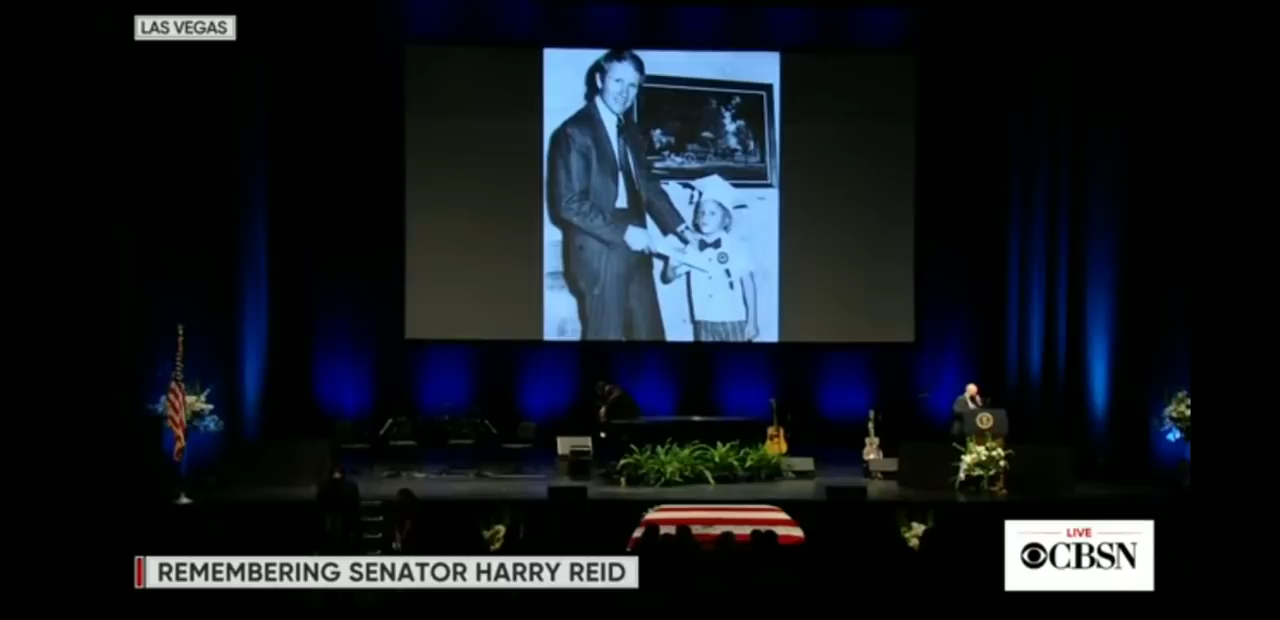 LAS VEGAS
REMEMBERING SENATOR HARRY REID
LIVE
CBSN